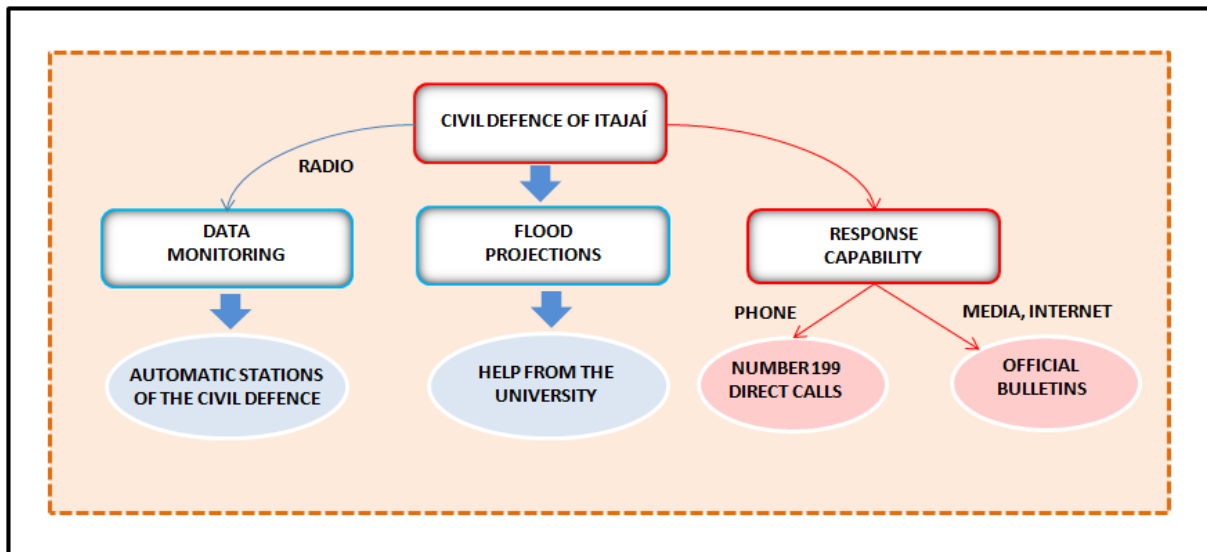 CIVIL DEFENCE OF ITAJAÍ
RADIO
DATA
MONITORING
FLOOD
PROJECTIONS
RESPONSE
CAPABILITY
PHONE
MEDIA, INTERNET
AUTOMATIC STATIONS
OF THE CIVIL DEFENCE
HELP FROM THE
UNIVERSITY
NUMBER 199
DIRECT CALLS
OFFICIAL
BULLETINS